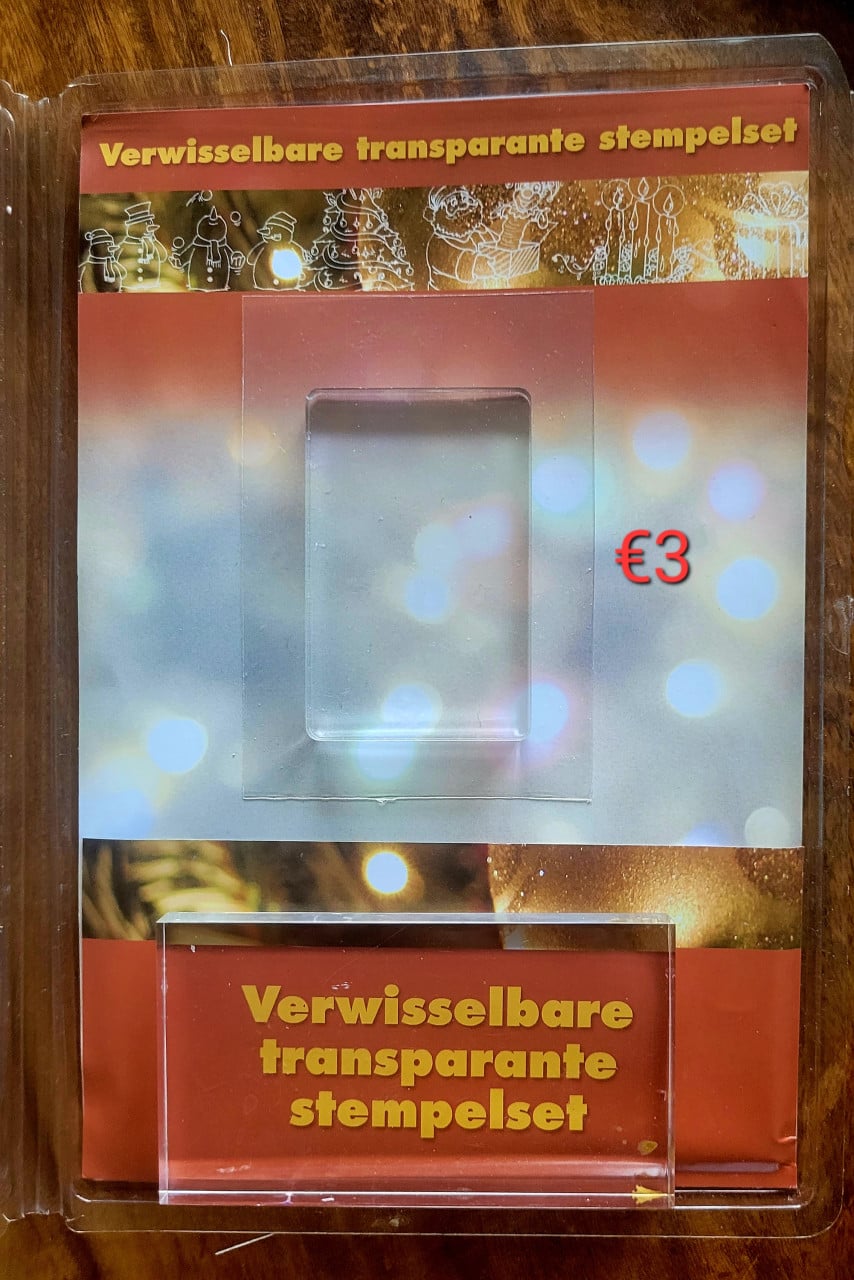 Verwisselbare transparante stempelset
€3
Verwisselbare
transparante
stempelset